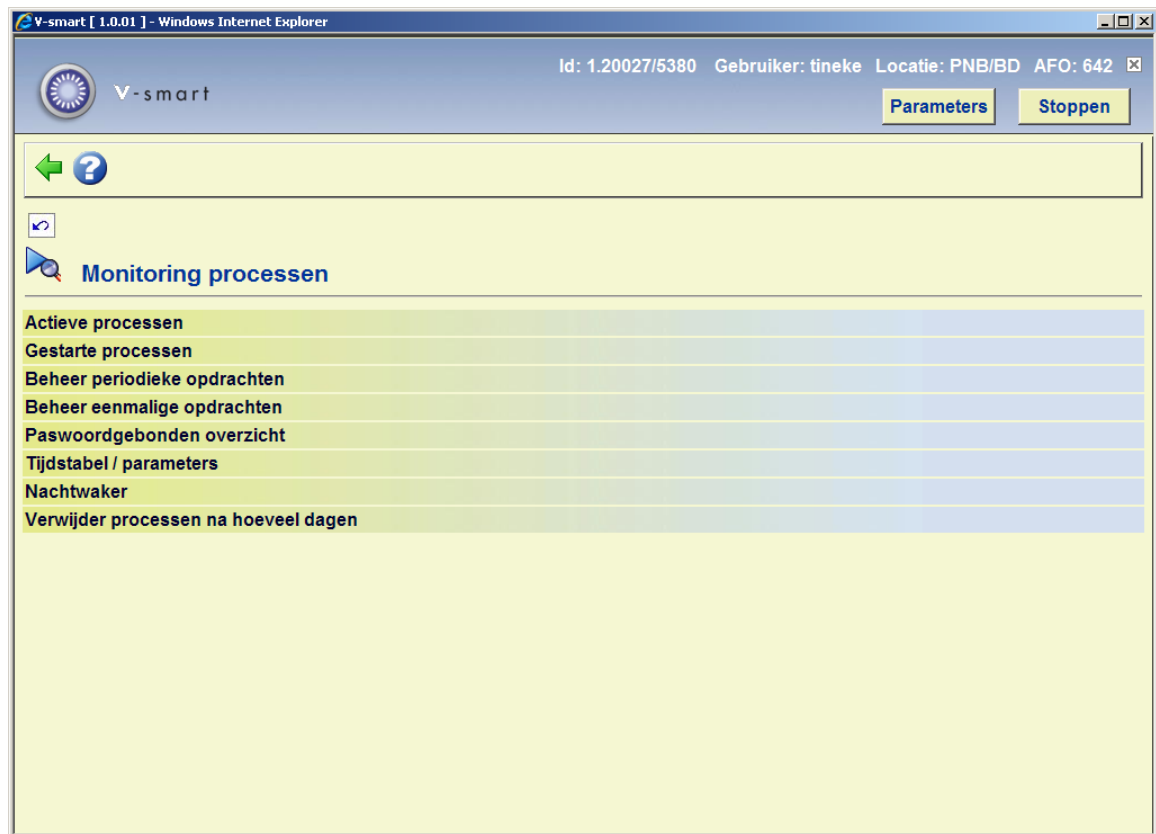 V-smart [ 1.0.01 ] - Windows Internet Explorer
Id: 1.20027/5380 Gebruiker: tineke Locatie: PNB/BD AFO: 642
V-smart
Parameters Stoppen
Monitoring processen
Actieve processen
Gestarte processen
Beheer periodieke opdrachten
Beheer eenmalige opdrachten
Paswoordgebonden overzicht
Tijdstabel / parameters
Nachtwaker
Verwijder processen na hoeveel dagen